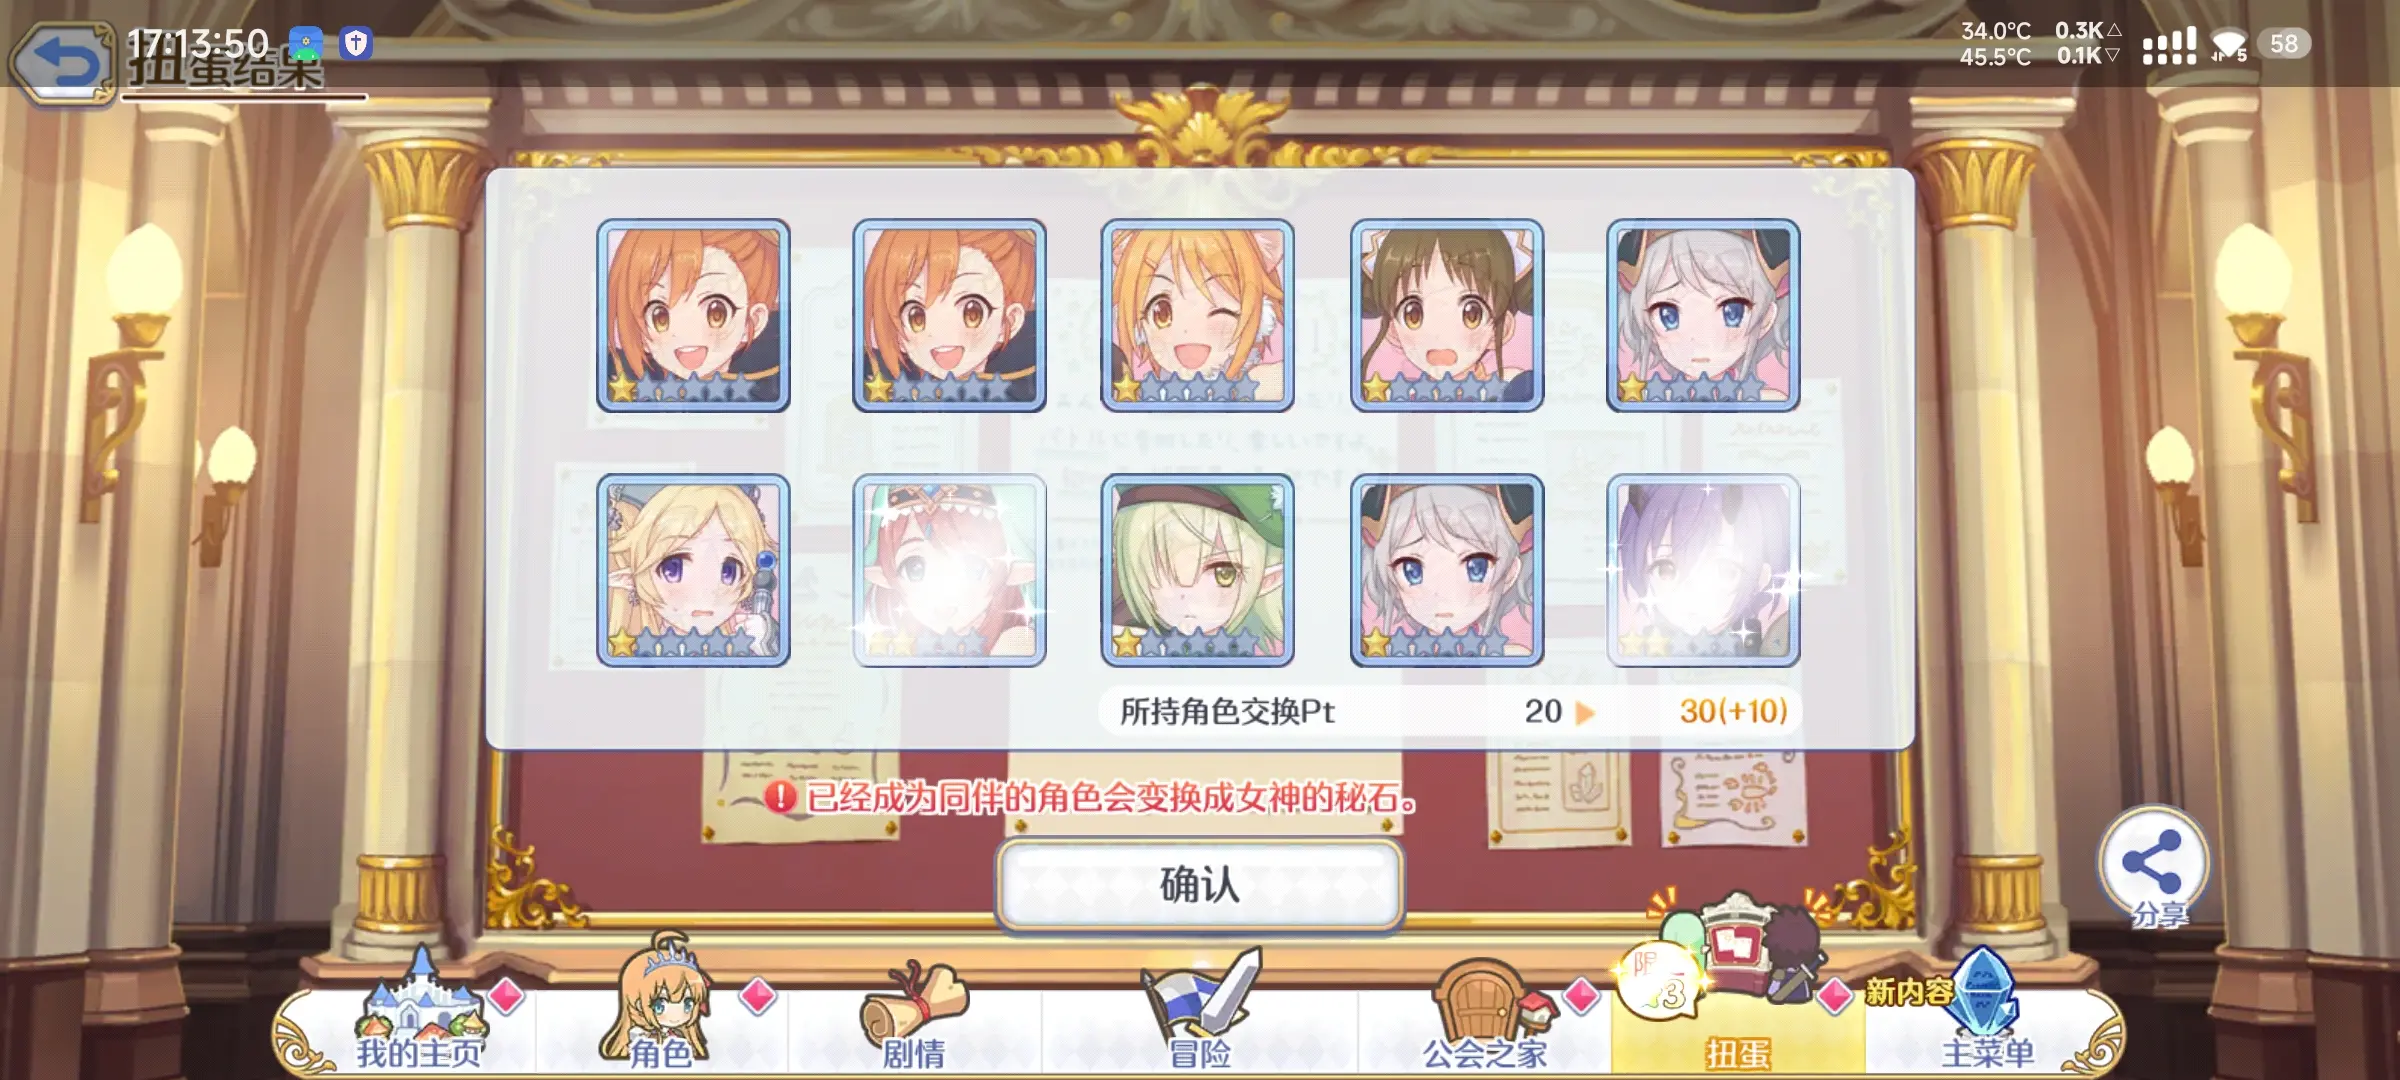 17:13:50
34.0°C 0.3K△
45.5°C 0.1K▽
5
58
扭蛋结果
所持角色交换Pt 20 ▶ 30(+10)
已经成为同伴的角色会变换成女神的秘石。
确认
分享
限
3
新内容
我的主页
角色
剧情
冒险
公会之家
扭蛋
主菜单